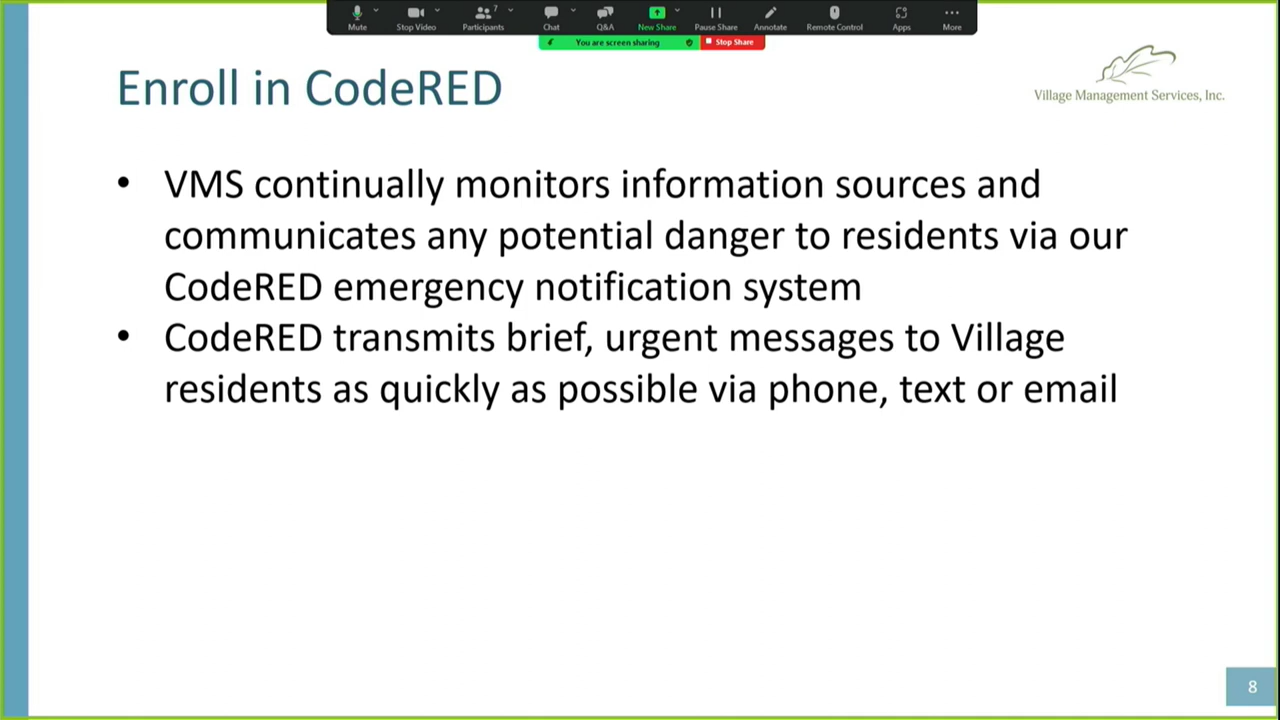 Mute
Stop Video
7
Participants
Chat
Q&A
New Share
Pause Share
Annotate
Remote Control
Apps
More
You are screen sharing
Stop Share
Enroll in CodeRED
Village Management Services, Inc.
• VMS continually monitors information sources and
communicates any potential danger to residents via our
CodeRED emergency notification system
• CodeRED transmits brief, urgent messages to Village
residents as quickly as possible via phone, text or email
8